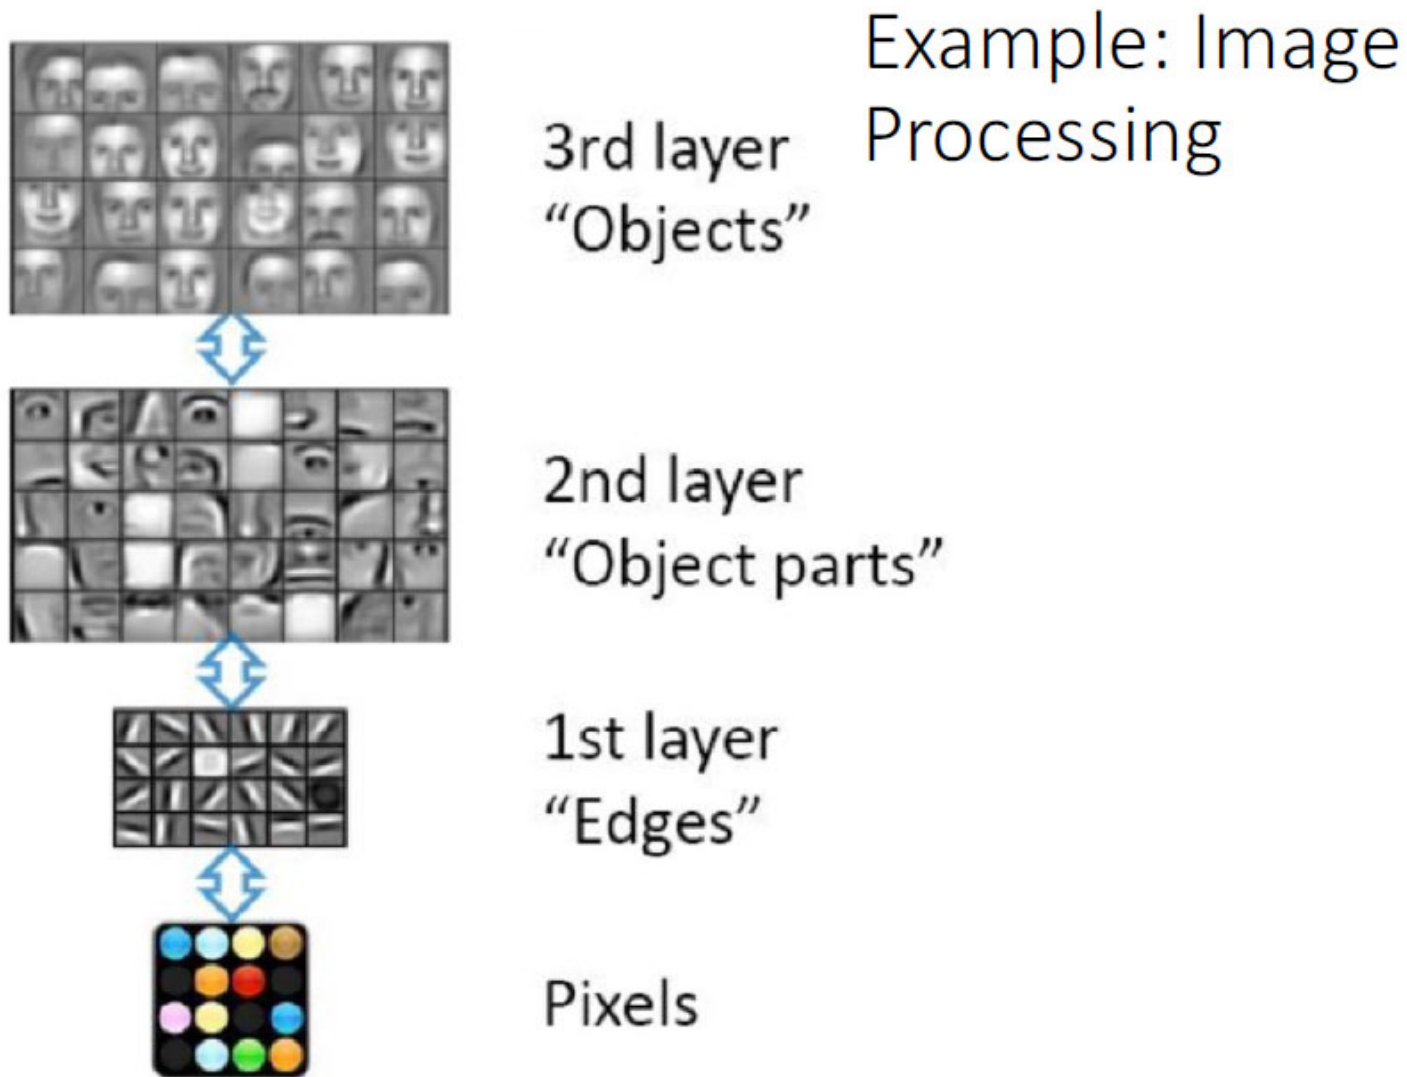 Example: Image
Processing
3rd layer
“Objects”
2nd layer
“Object parts”
1st layer
“Edges”
Pixels